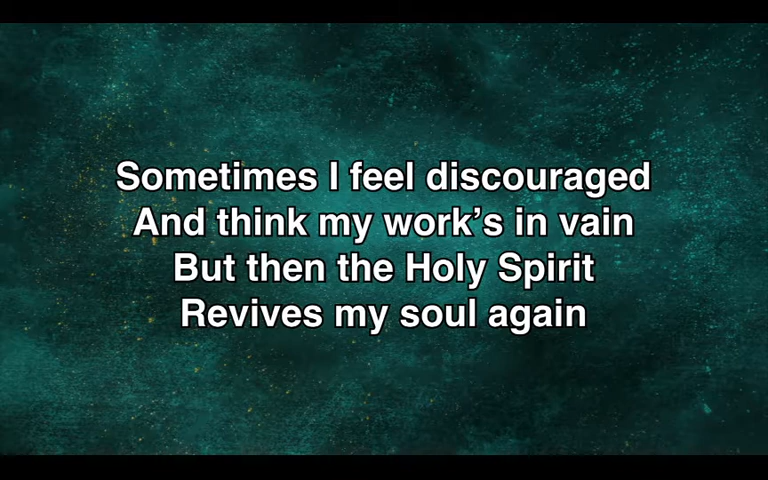 Sometimes I feel discouraged
And think my work’s in vain
But then the Holy Spirit
Revives my soul again